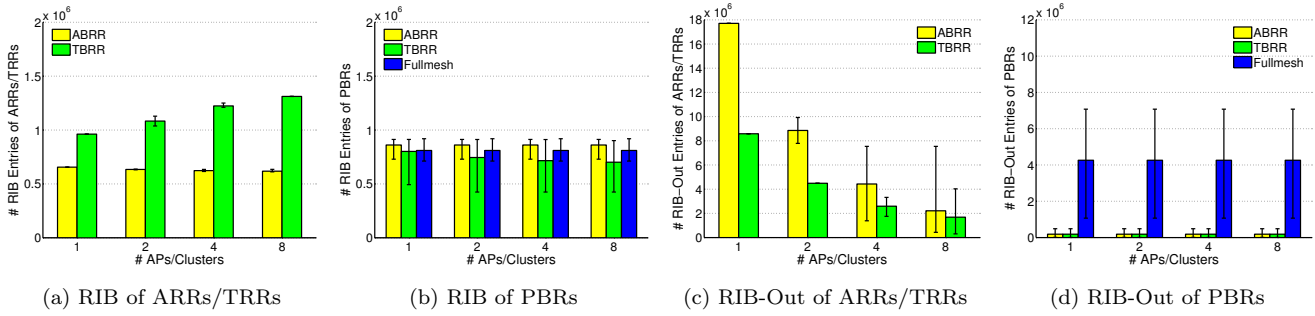 x 10^6
2
1.5
1
0.5
0
# RIB Entries of ARRs/TRRs
ABRR
TBRR
1 2 4 8
# APs/Clusters
(a) RIB of ARRs/TRRs
x 10^6
2
1.5
1
0.5
0
# RIB Entries of PBRs
ABRR
TBRR
Fullmesh
1 2 4 8
# APs/Clusters
(b) RIB of PBRs
x 10^6
18
16
14
12
10
8
6
4
2
0
# RIB−Out Entries of ARRs/TRRs
ABRR
TBRR
1 2 4 8
# APs/Clusters
(c) RIB-Out of ARRs/TRRs
x 10^6
12
10
8
6
4
2
0
# RIB−Out Entries of PBRs
ABRR
TBRR
Fullmesh
1 2 4 8
# APs/Clusters
(d) RIB-Out of PBRs